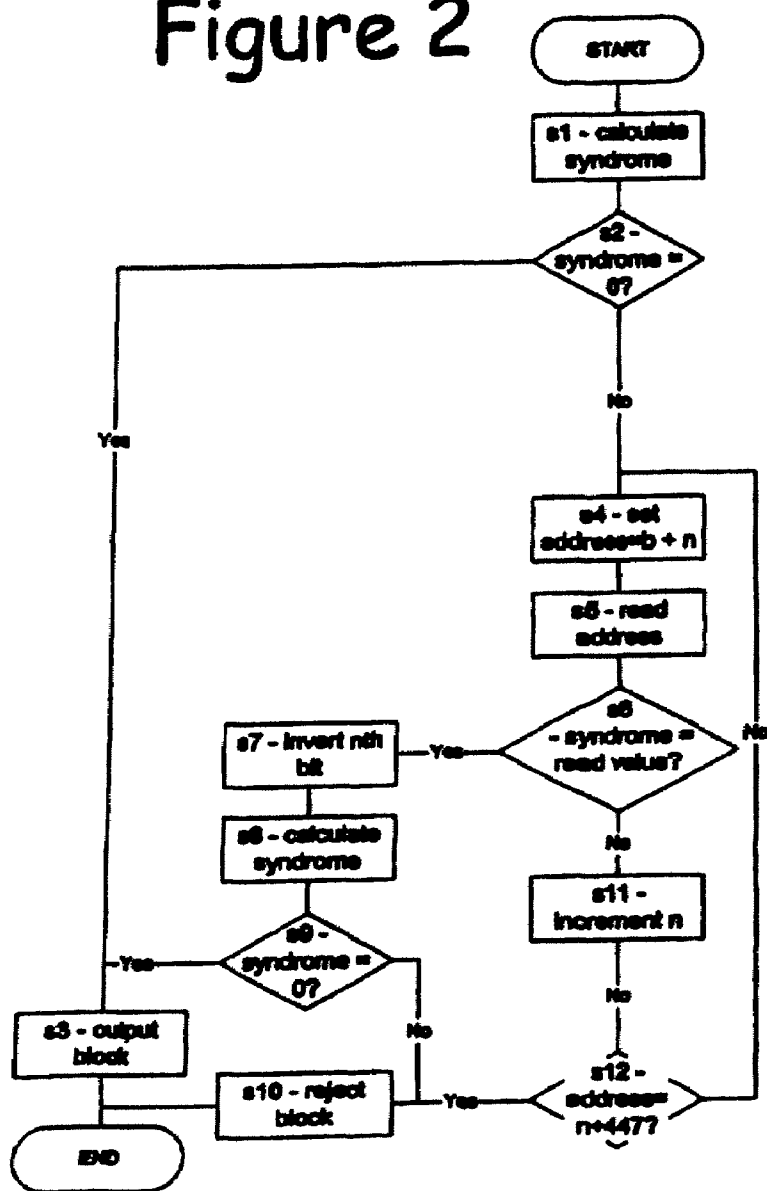 Figure 2
START
s1 - calculate
syndrome
s2 -
syndrome =
0?
Yes
No
s4 - set
address=b + n
s5 - read
address
s6
- syndrome =
read value?
Yes
No
No
s7 - invert nth
bit
s8 - calculate
syndrome
s9 -
syndrome =
0?
Yes
No
s11 -
increment n
No
s12 -
address=
n+447?
Yes
s3 - output
block
s10 - reject
block
END